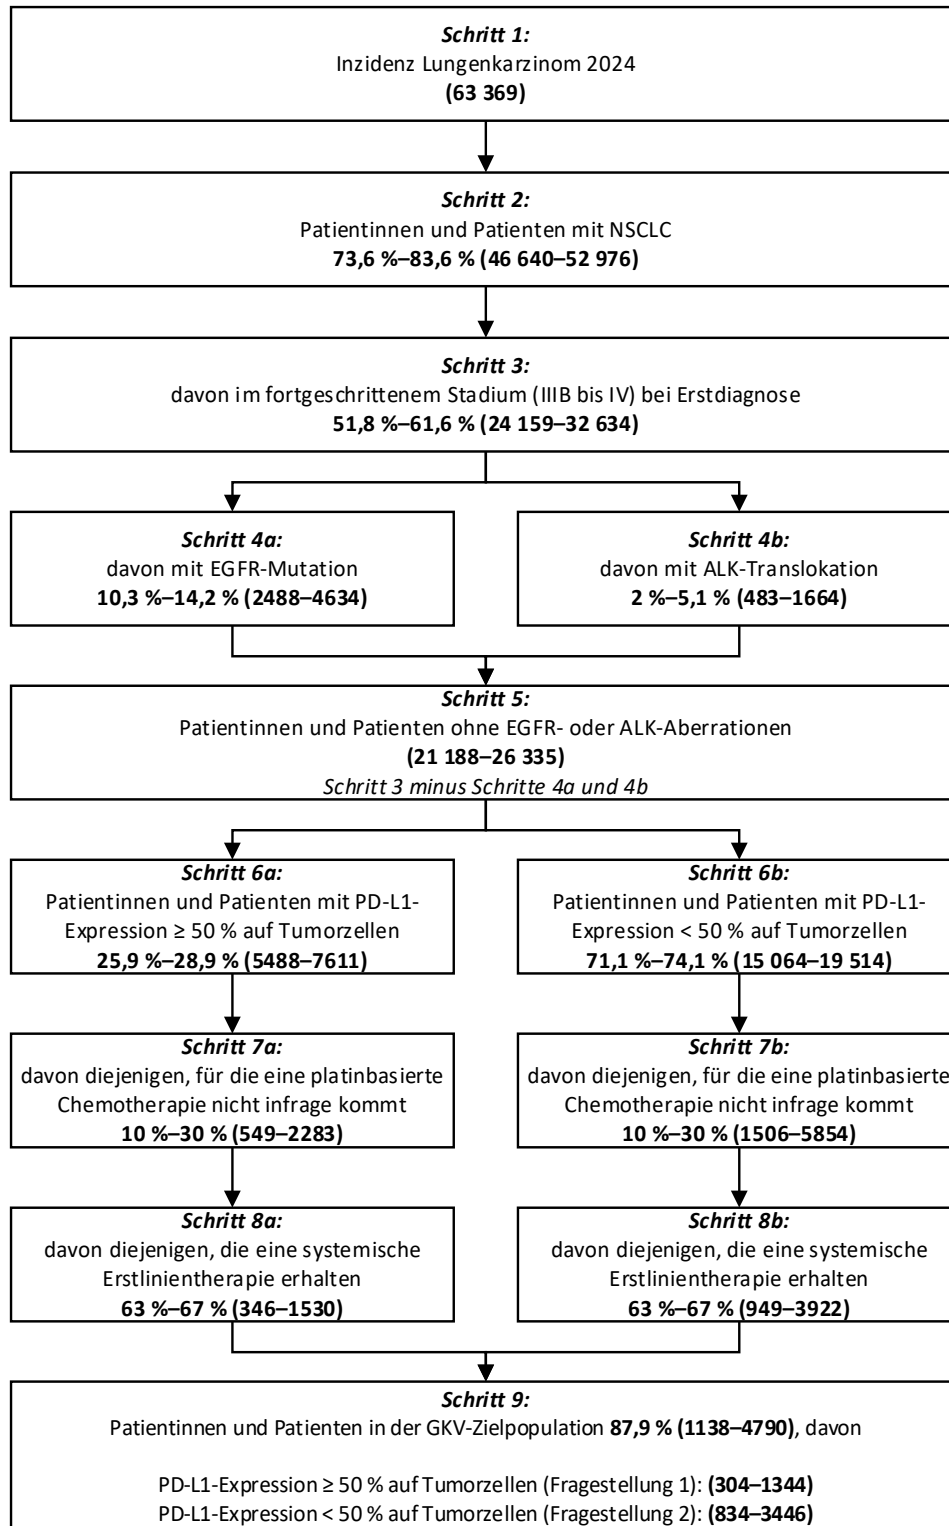 Schritt 1:
Inzidenz Lungenkarzinom 2024
(63 369)
Schritt 2:
Patientinnen und Patienten mit NSCLC
73,6 %–83,6 % (46 640–52 976)
Schritt 3:
davon im fortgeschrittenem Stadium (IIIB bis IV) bei Erstdiagnose
51,8 %–61,6 % (24 159–32 634)
Schritt 4a:
davon mit EGFR-Mutation
10,3 %–14,2 % (2488–4634)
Schritt 4b:
davon mit ALK-Translokation
2 %–5,1 % (483–1664)
Schritt 5:
Patientinnen und Patienten ohne EGFR- oder ALK-Aberrationen
(21 188–26 335)
Schritt 3 minus Schritte 4a und 4b
Schritt 6a:
Patientinnen und Patienten mit PD-L1-
Expression ≥ 50 % auf Tumorzellen
25,9 %–28,9 % (5488–7611)
Schritt 6b:
Patientinnen und Patienten mit PD-L1-
Expression < 50 % auf Tumorzellen
71,1 %–74,1 % (15 064–19 514)
Schritt 7a:
davon diejenigen, für die eine platinbasierte
Chemotherapie nicht infrage kommt
10 %–30 % (549–2283)
Schritt 7b:
davon diejenigen, für die eine platinbasierte
Chemotherapie nicht infrage kommt
10 %–30 % (1506–5854)
Schritt 8a:
davon diejenigen, die eine systemische
Erstlinientherapie erhalten
63 %–67 % (346–1530)
Schritt 8b:
davon diejenigen, die eine systemische
Erstlinientherapie erhalten
63 %–67 % (949–3922)
Schritt 9:
Patientinnen und Patienten in der GKV-Zielpopulation 87,9 % (1138–4790), davon
PD-L1-Expression ≥ 50 % auf Tumorzellen (Fragestellung 1): (304–1344)
PD-L1-Expression < 50 % auf Tumorzellen (Fragestellung 2): (834–3446)